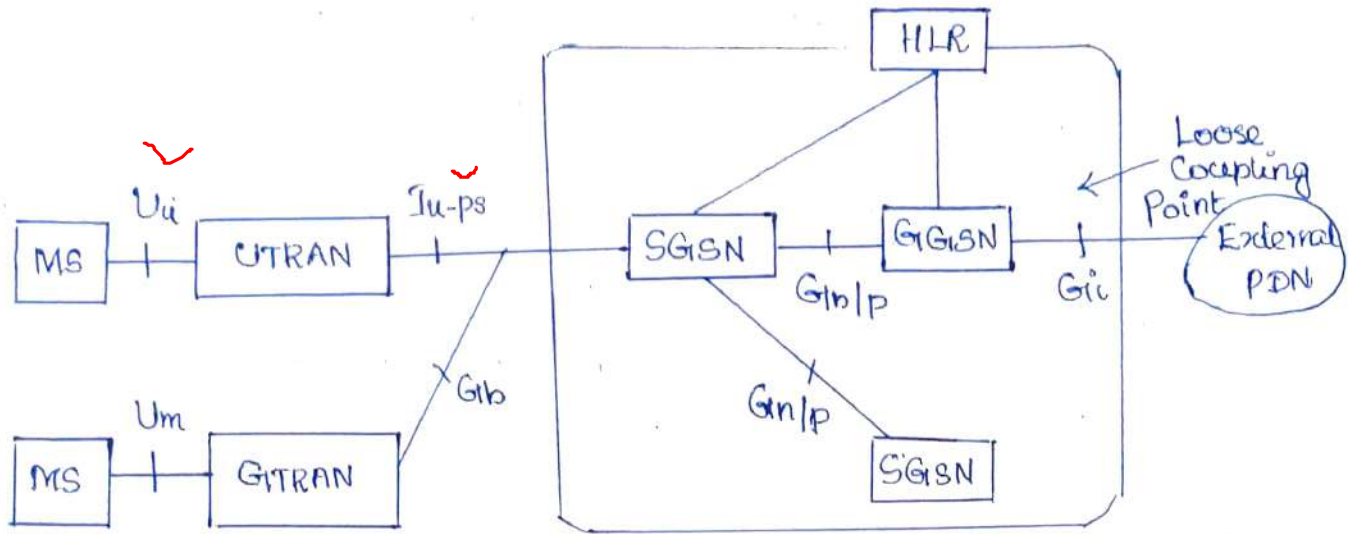 HLR
Loose
Coupling
Point
Uu
Iu-ps
MS
UTRAN
SGSN
GGSN
External
PDN
Gn/p
Gi
Gb
Um
Gn/p
MS
GTRAN
SGSN